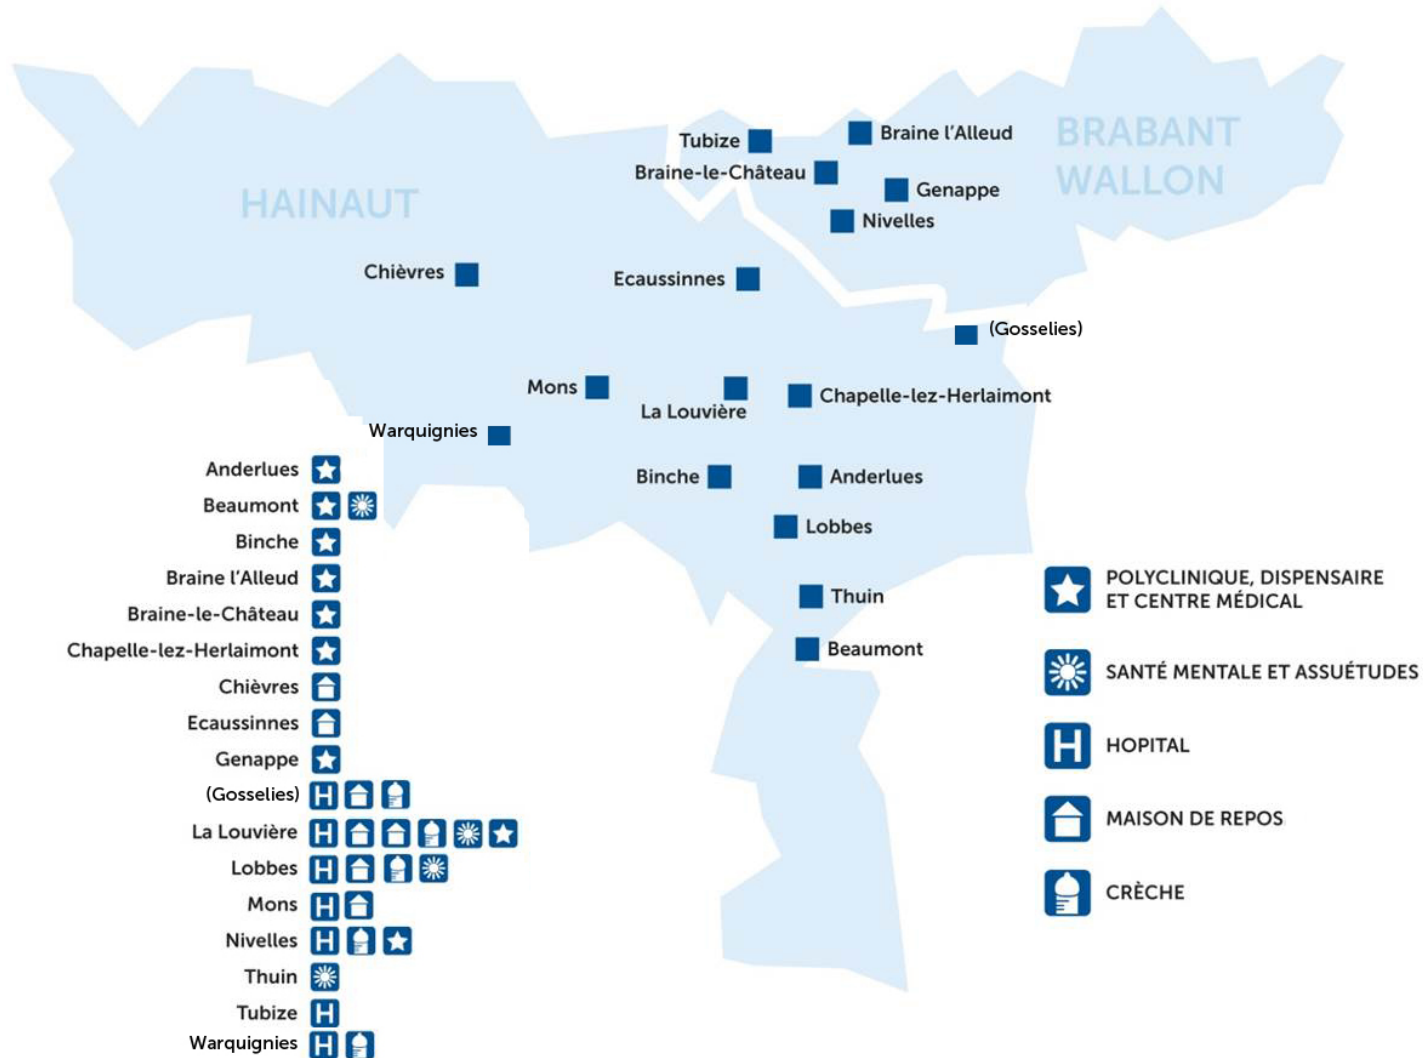 Tubize
Braine l'Alleud
BRABANT
WALLON
Braine-le-Château
Genappe
HAINAUT
Nivelles
Chièvres
Ecaussinnes
(Gosselies)
Mons
La Louvière
Chapelle-lez-Herlaimont
Warquignies
Binche
Anderlues
Lobbes
Thuin
Beaumont
Anderlues
Beaumont
Binche
Braine l'Alleud
Braine-le-Château
Chapelle-lez-Herlaimont
Chièvres
Ecaussinnes
Genappe
(Gosselies) H
La Louvière H
Lobbes H
Mons H
Nivelles H
Thuin
Tubize H
Warquignies H
POLYCLINIQUE, DISPENSAIRE
ET CENTRE MÉDICAL
SANTÉ MENTALE ET ASSUÉTUDES
H HOPITAL
MAISON DE REPOS
CRÈCHE